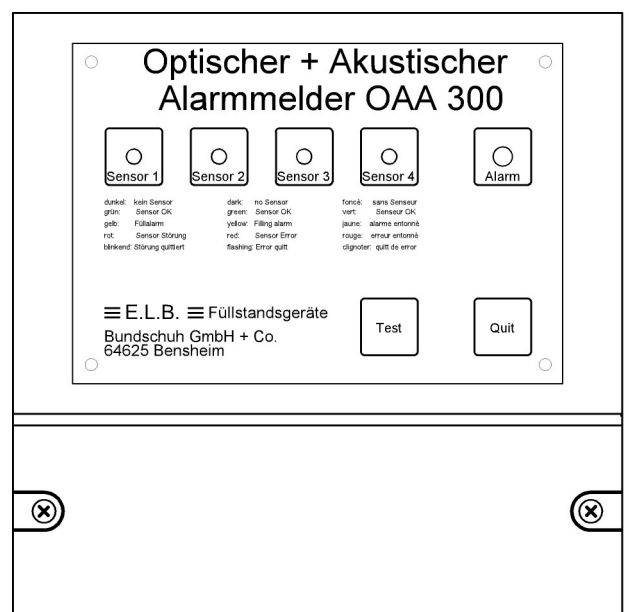 Optischer + Akustischer
Alarmmelder OAA 300
Sensor 1 Sensor 2 Sensor 3 Sensor 4 Alarm
dunkel: kein Sensor dark: no Sensor foncè: sans Senseur
grün: Sensor OK green: Sensor OK vert: Senseur OK
gelb: Füllalarm yellow: Filling alarm jaune: alarme entonnè
rot: Sensor Störung red: Sensor Error rouge: erreur entonnè
blinkend: Störung quittiert flashing: Error quitt clignoter: quitt de error
E.L.B. Füllstandsgeräte
Bundschuh GmbH + Co.
64625 Bensheim
Test Quit